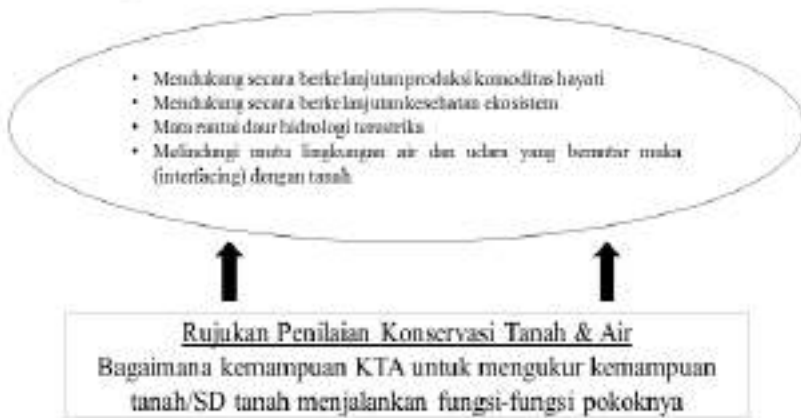 • Mendukung secara berkelanjutan produksi komoditas hayati
• Mendukung secara berkelanjutan kesehatan ekosistem
• Mata rantai daur hidrologi terestrika
• Melindungi mutu lingkungan air dan udara yang bersutar muka
(interfacing) dengan tanah
Rujukan Penilaian Konservasi Tanah & Air
Bagaimana kemampuan KTA untuk mengukur kemampuan
tanah/SD tanah menjalankan fungsi-fungsi pokoknya